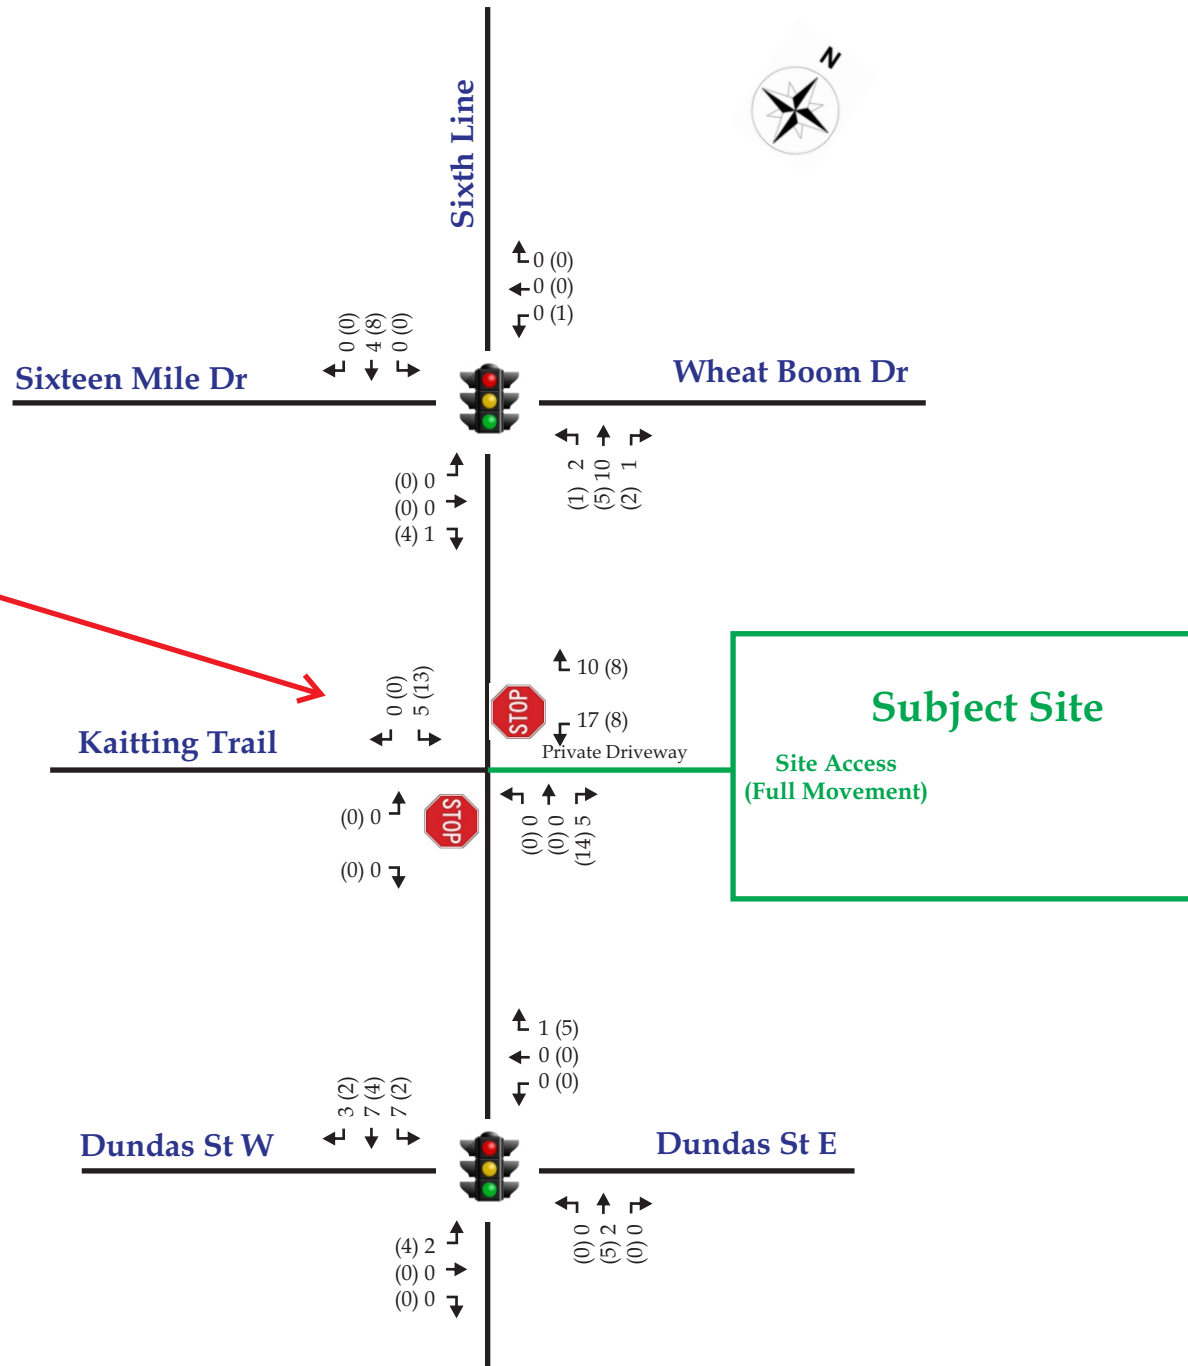 N
Sixth Line
0 (0)
0 (0)
0 (1)
0 (0)
4 (8)
0 (0)
Sixteen Mile Dr
Wheat Boom Dr
(0) 0
(0) 0
(4) 1
(1) 2
(5) 10
(2) 1
0 (0)
5 (13)
STOP
10 (8)
17 (8)
Kaitting Trail
Private Driveway
Subject Site
Site Access
(Full Movement)
(0) 0
(0) 0
STOP
(0) 0
(0) 0
(14) 5
1 (5)
0 (0)
0 (0)
3 (2)
7 (4)
7 (2)
Dundas St W
Dundas St E
(4) 2
(0) 0
(0) 0
(0) 0
(5) 2
(0) 0